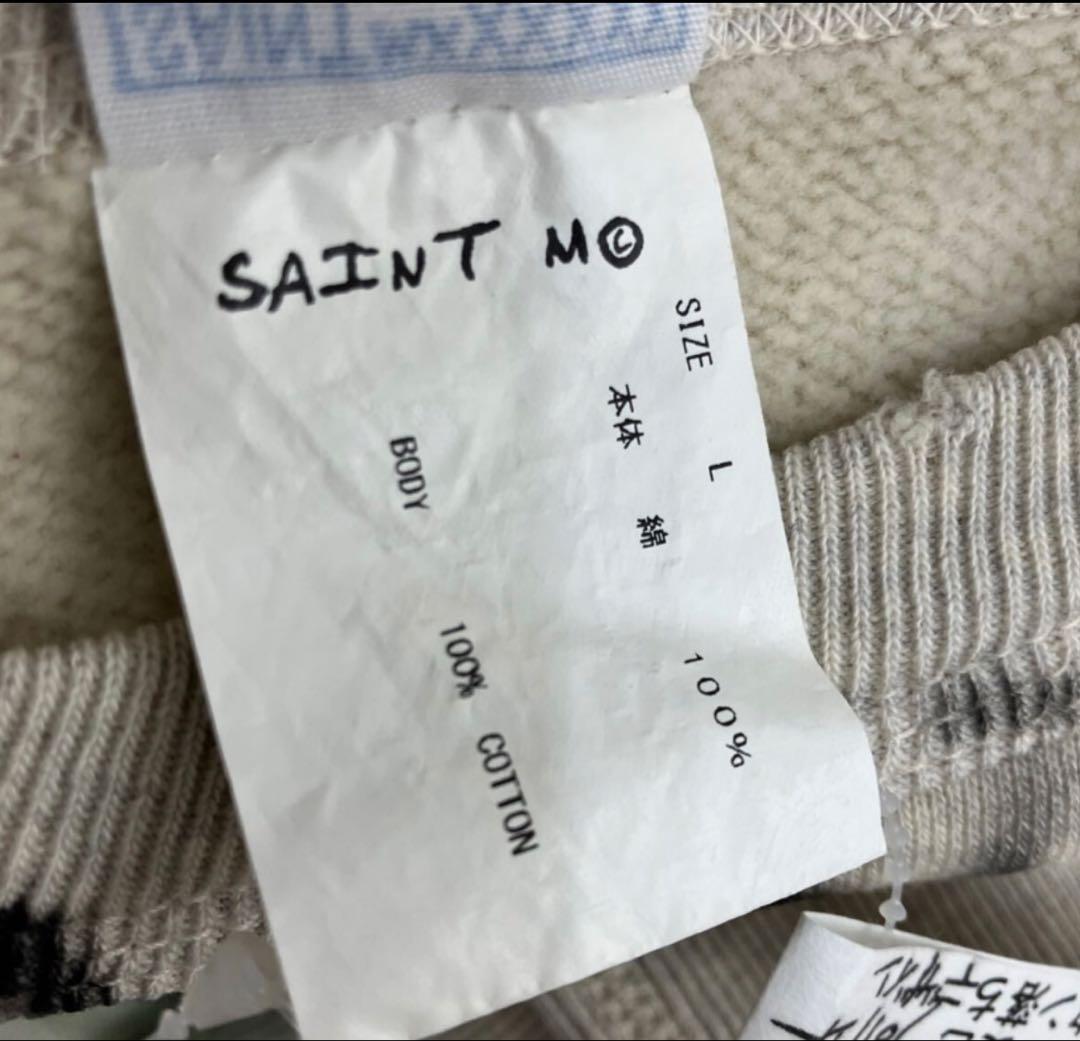 SAINT M©
SIZE L
本体 綿 100%
BODY 100% COTTON